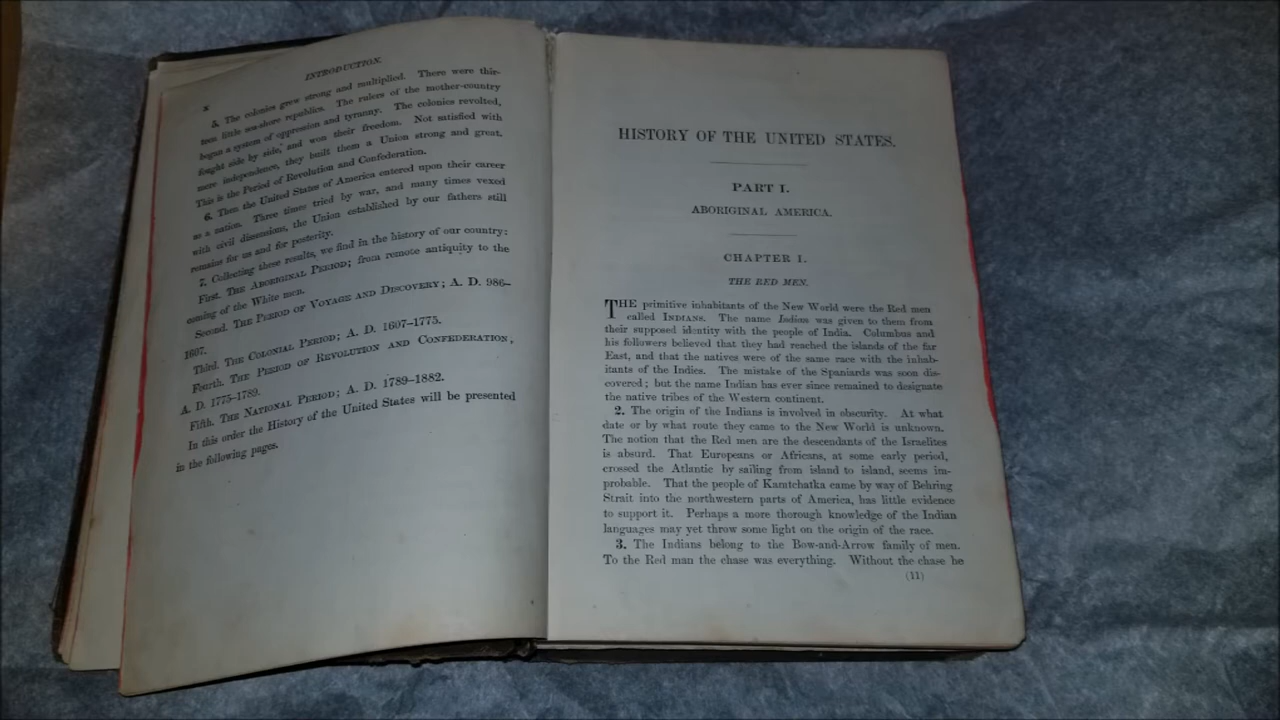 INTRODUCTION.
x
5. The colonies grew strong and multiplied. There were thir-
teen little sea-shore republics. The rulers of the mother-country
began a system of oppression and tyranny. The colonies revolted,
fought side by side, and won their freedom. Not satisfied with
mere independence, they built them a Union strong and great.
This is the Period of Revolution and Confederation.
6. Then the United States of America entered upon their career
as a nation. Three times tried by war, and many times vexed
with civil dissensions, the Union established by our fathers still
remains for us and for posterity.
7. Collecting these results, we find in the history of our country:
First. THE ABORIGINAL PERIOD; from remote antiquity to the
coming of the White men.
Second. THE PERIOD OF VOYAGE AND DISCOVERY; A. D. 986–
1607.
Third. THE COLONIAL PERIOD; A. D. 1607–1775.
Fourth. THE PERIOD OF REVOLUTION AND CONFEDERATION,
A. D. 1775–1789.
Fifth. THE NATIONAL PERIOD; A. D. 1789–1882.
In this order the History of the United States will be presented
in the following pages.
HISTORY OF THE UNITED STATES.
PART I.
ABORIGINAL AMERICA.
CHAPTER I.
THE RED MEN.
THE primitive inhabitants of the New World were the Red men
called INDIANS. The name Indian was given to them from
their supposed identity with the people of India. Columbus and
his followers believed that they had reached the islands of the far
East, and that the natives were of the same race with the inhab-
itants of the Indies. The mistake of the Spaniards was soon dis-
covered; but the name Indian has ever since remained to designate
the native tribes of the Western continent.
2. The origin of the Indians is involved in obscurity. At what
date or by what route they came to the New World is unknown.
The notion that the Red men are the descendants of the Israelites
is absurd. That Europeans or Africans, at some early period,
crossed the Atlantic by sailing from island to island, seems im-
probable. That the people of Kamtchatka came by way of Behring
Strait into the northwestern parts of America, has little evidence
to support it. Perhaps a more thorough knowledge of the Indian
languages may yet throw some light on the origin of the race.
3. The Indians belong to the Bow-and-Arrow family of men.
To the Red man the chase was everything. Without the chase he
(11)